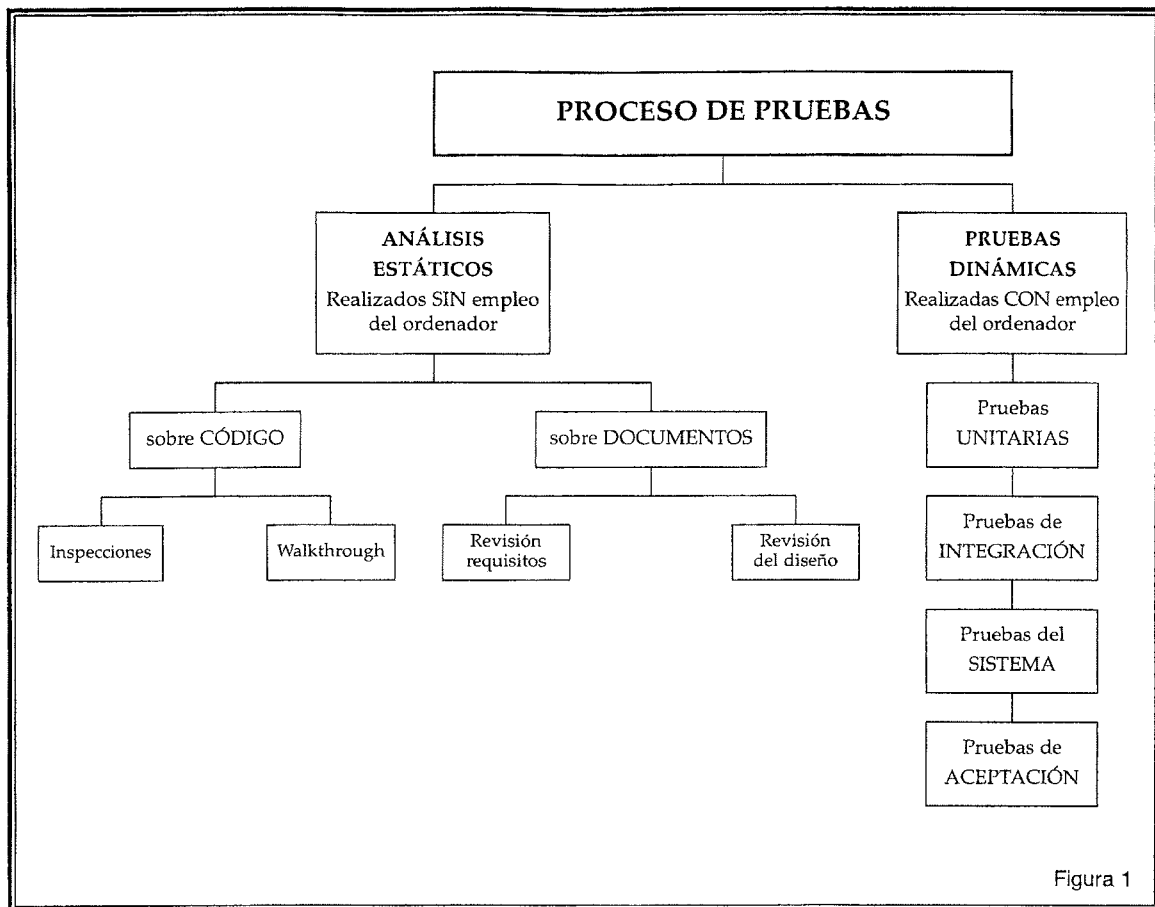 PROCESO DE PRUEBAS
ANÁLISIS
ESTÁTICOS
Realizados SIN empleo
del ordenador
PRUEBAS
DINÁMICAS
Realizadas CON empleo
del ordenador
sobre CÓDIGO
sobre DOCUMENTOS
Pruebas
UNITARIAS
Inspecciones
Walkthrough
Revisión
requisitos
Revisión
del diseño
Pruebas de
INTEGRACIÓN
Pruebas del
SISTEMA
Pruebas de
ACEPTACIÓN
Figura 1